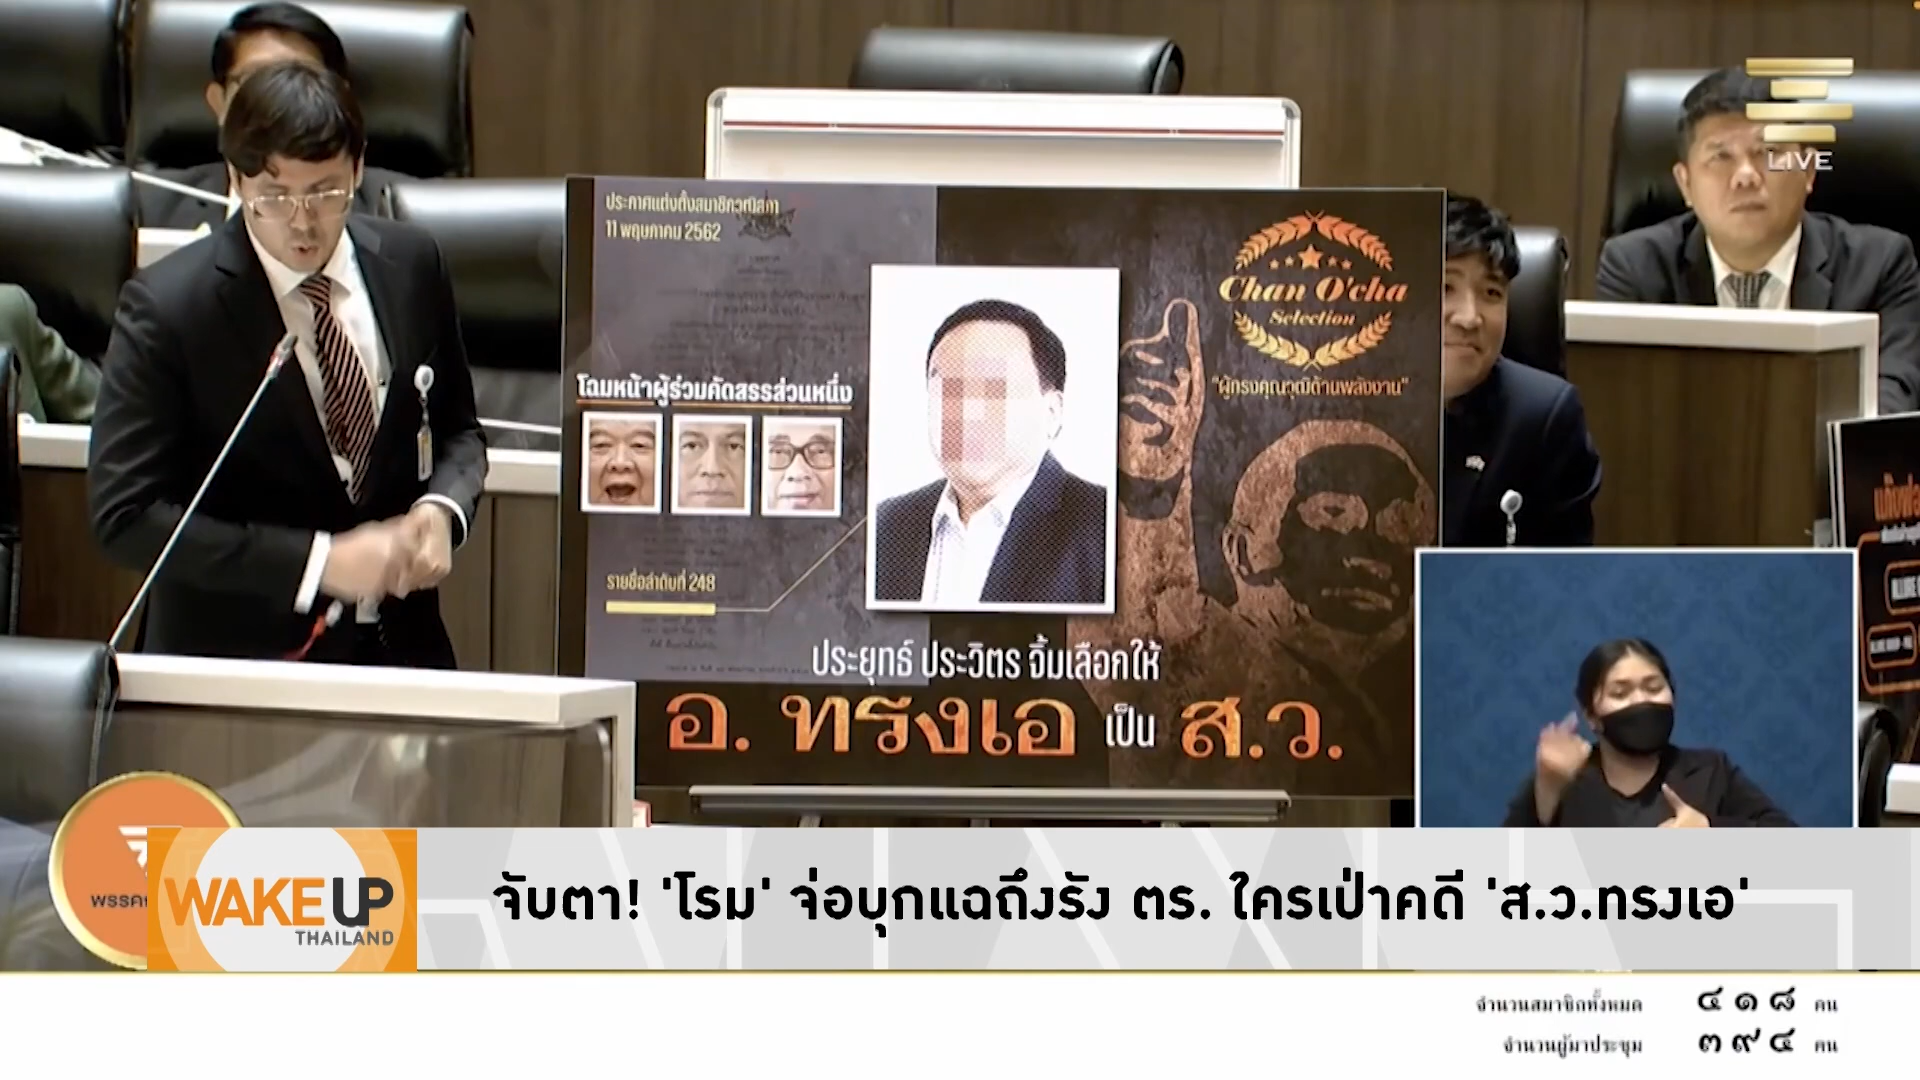 LIVE
ประกาศแต่งตั้งสมาชิกวุฒิสภา
11 พฤษภาคม 2562
Chan O'cha
Selection
"ผู้ทรงคุณวุฒิด้านพลังงาน"
โฉมหน้าผู้ร่วมคัดสรรส่วนหนึ่ง
รายชื่อลำดับที่ 248
ประยุทธ์ ประวิตร จิ้มเลือกให้
อ. ทรงเอ เป็น ส.ว.
WAKE UP
THAILAND
จับตา! 'โรม' จ่อบุกแฉถึงรัง ตร. ใครเป่าคดี 'ส.ว.ทรงเอ'
จำนวนสมาชิกทั้งหมด ๔๑๘ คน
จำนวนผู้มาประชุม ๓๙๔ คน